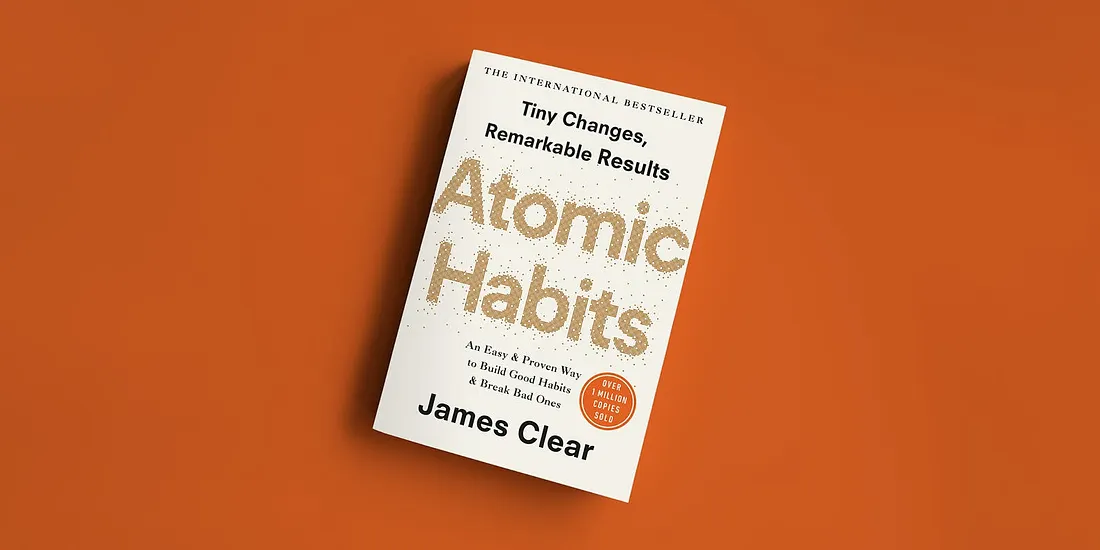 THE INTERNATIONAL BESTSELLER
Tiny Changes,
Remarkable Results
Atomic
Habits
An Easy & Proven Way
to Build Good Habits
& Break Bad Ones
OVER
1 MILLION
COPIES
SOLD
James Clear